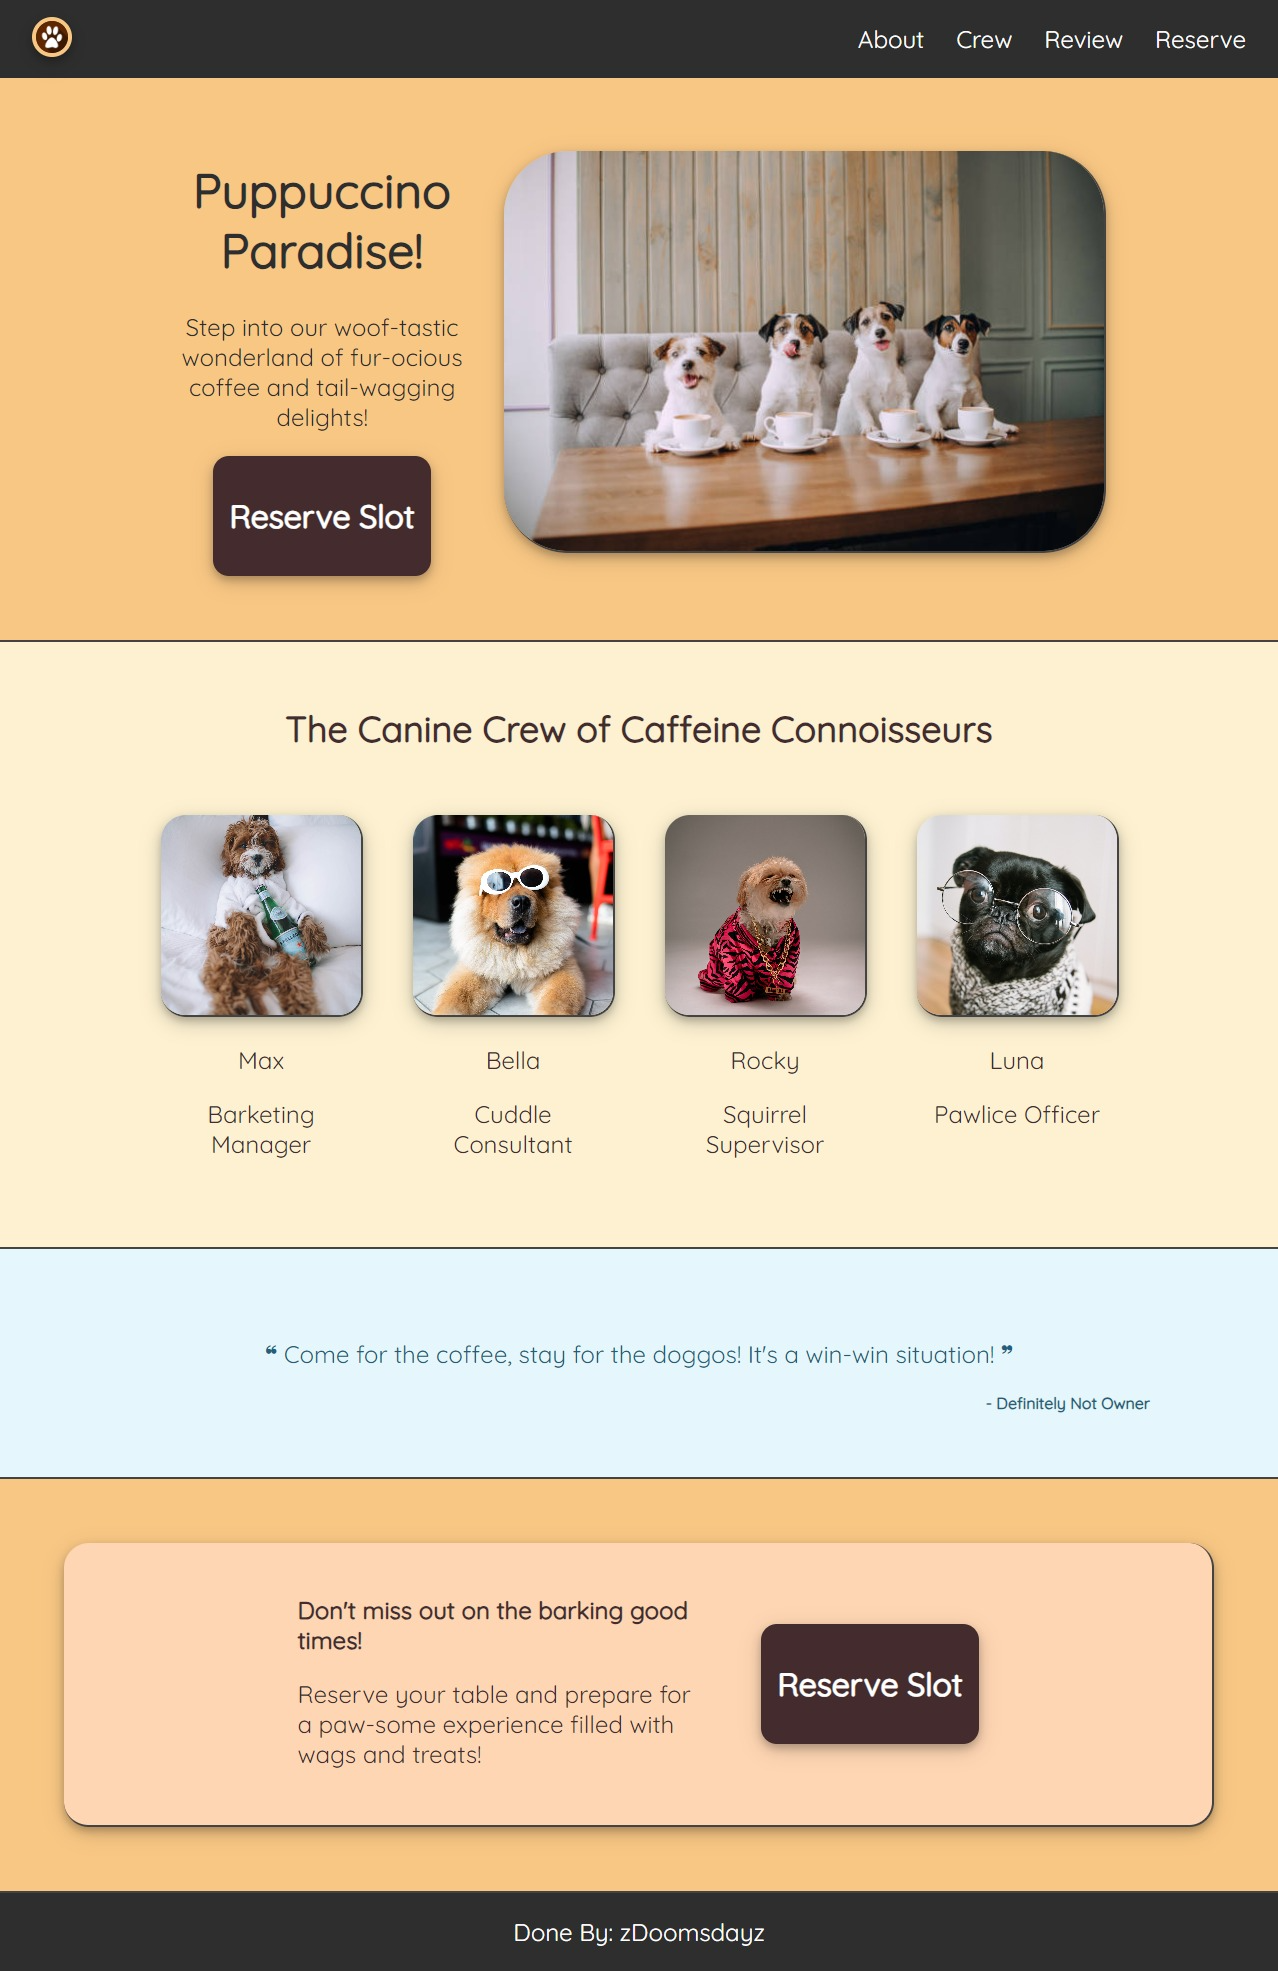 About Crew Review Reserve
Puppuccino
Paradise!
Step into our woof-tastic
wonderland of fur-ocious
coffee and tail-wagging
delights!
Reserve Slot
The Canine Crew of Caffeine Connoisseurs
Max
Barketing
Manager
Bella
Cuddle
Consultant
Rocky
Squirrel
Supervisor
Luna
Pawlice Officer
❝ Come for the coffee, stay for the doggos! It's a win-win situation! ❞
- Definitely Not Owner
Don't miss out on the barking good
times!
Reserve your table and prepare for
a paw-some experience filled with
wags and treats!
Reserve Slot
Done By: zDoomsdayz